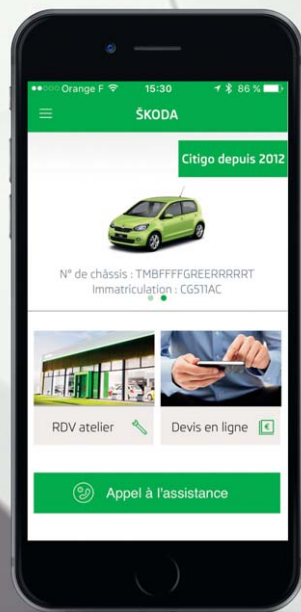 Orange F 15:30 86 %
ŠKODA
Citigo depuis 2012
N° de châssis : TMBFFFFGREERRRRRT
Immatriculation : CG511AC
RDV atelier
Devis en ligne €
Appel à l'assistance